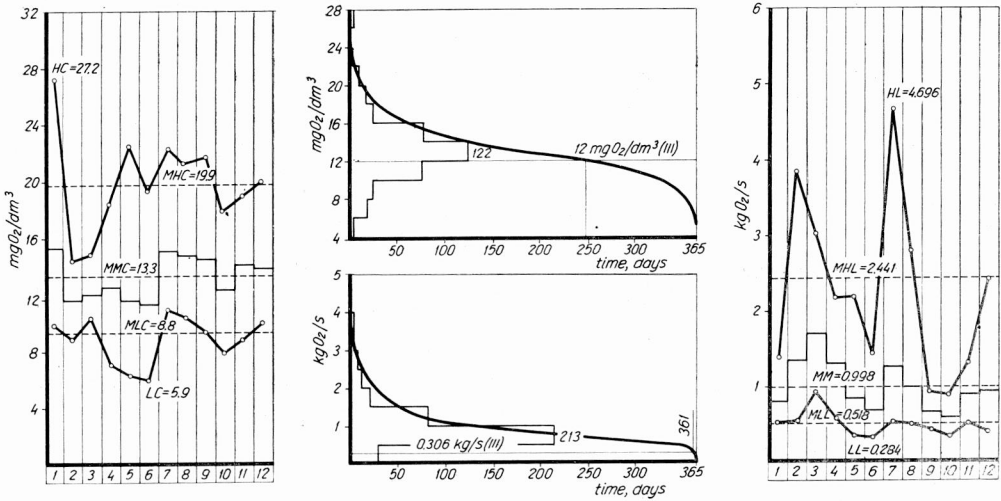 32
28
24
20
16
12
8
4
mgO₂/dm³
HC=27.2
MHC=19.9
MMC=13.3
MLC=8.8
LC=5.9
1 2 3 4 5 6 7 8 9 10 11 12
28
24
20
16
12
8
4
mgO₂/dm³
122
12 mgO₂/dm³(III)
50 100 150 200 250 300 365
time, days
5
4
3
2
1
kgO₂/s
0.306 kg/s(III)
213
361
50 100 150 200 250 300 365
time, days
6
5
4
3
2
1
kgO₂/s
HL=4.696
MHL=2.441
MM=0.998
MLL=0.518
LL=0.284
1 2 3 4 5 6 7 8 9 10 11 12